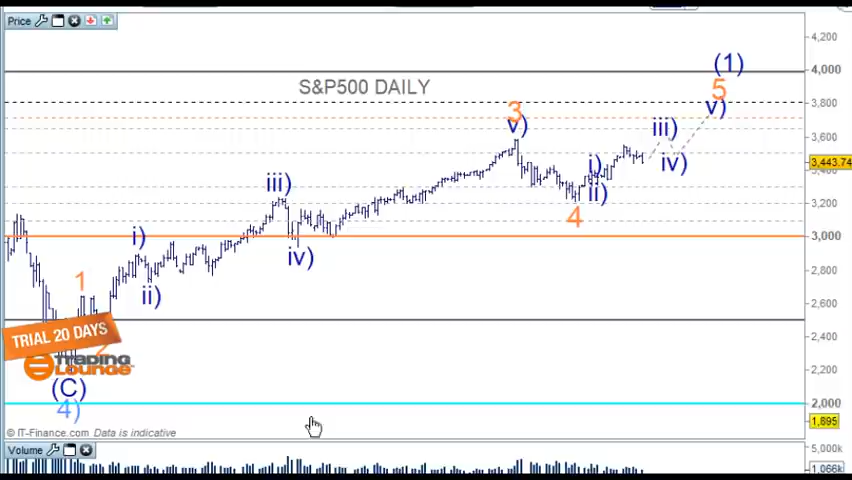 Price
4,200
(1)
4,000
S&P500 DAILY
5
3,800
3
v)
v)
iii)
3,600
i)
iv)
3,443.74
3,400
iii)
ii)
4
3,200
i)
3,000
iv)
2,800
ii)
1
2,600
TRIAL 20 DAYS
2,400
2
TRADING
LOUNGE
2,200
(C)
4)
2,000
1,895
© IT-Finance.com Data is indicative
Volume
5,000k
1,066k